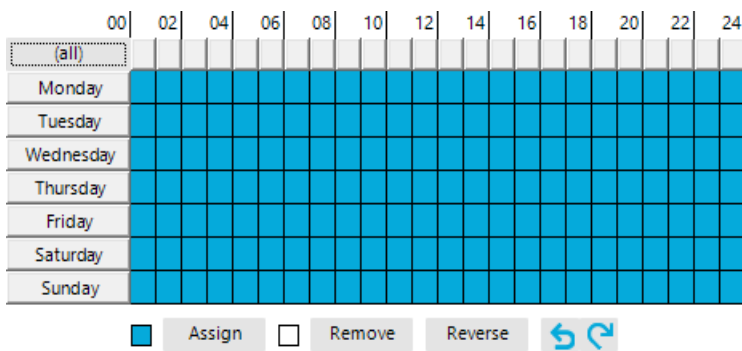 00 02 04 06 08 10 12 14 16 18 20 22 24
(all)
Monday
Tuesday
Wednesday
Thursday
Friday
Saturday
Sunday
Assign Remove Reverse